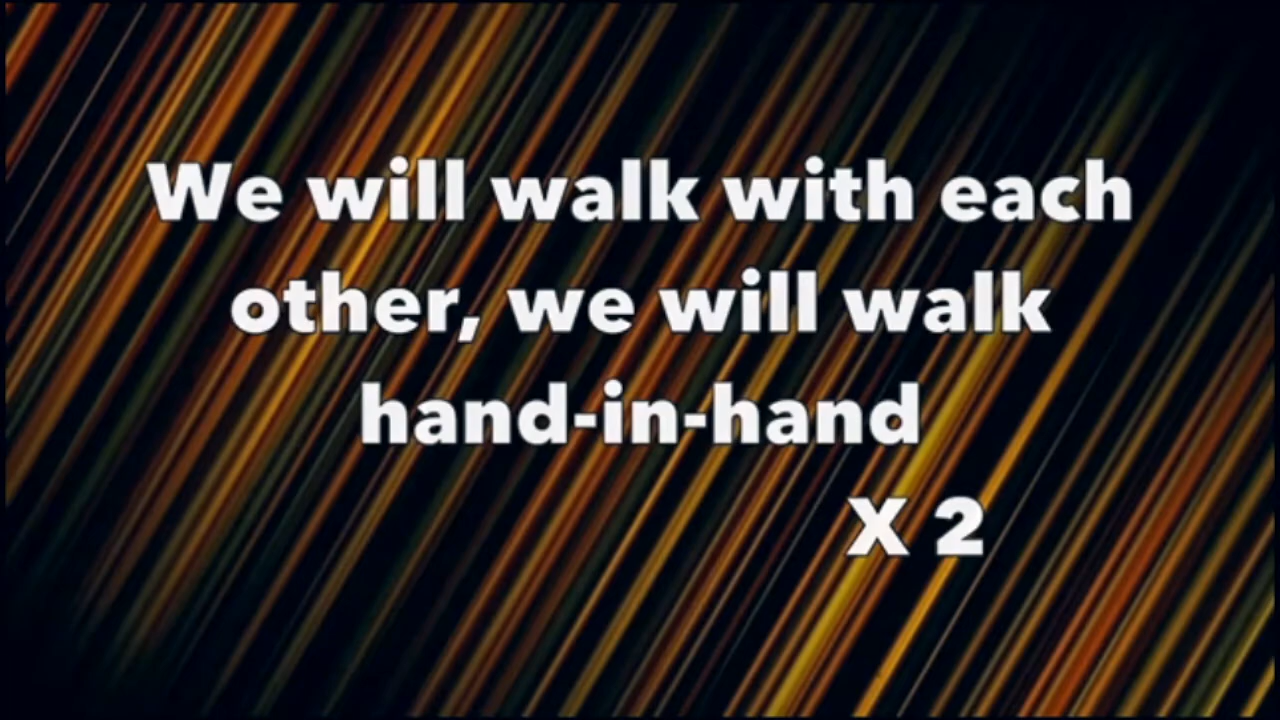 We will walk with each
other, we will walk
hand-in-hand
X 2